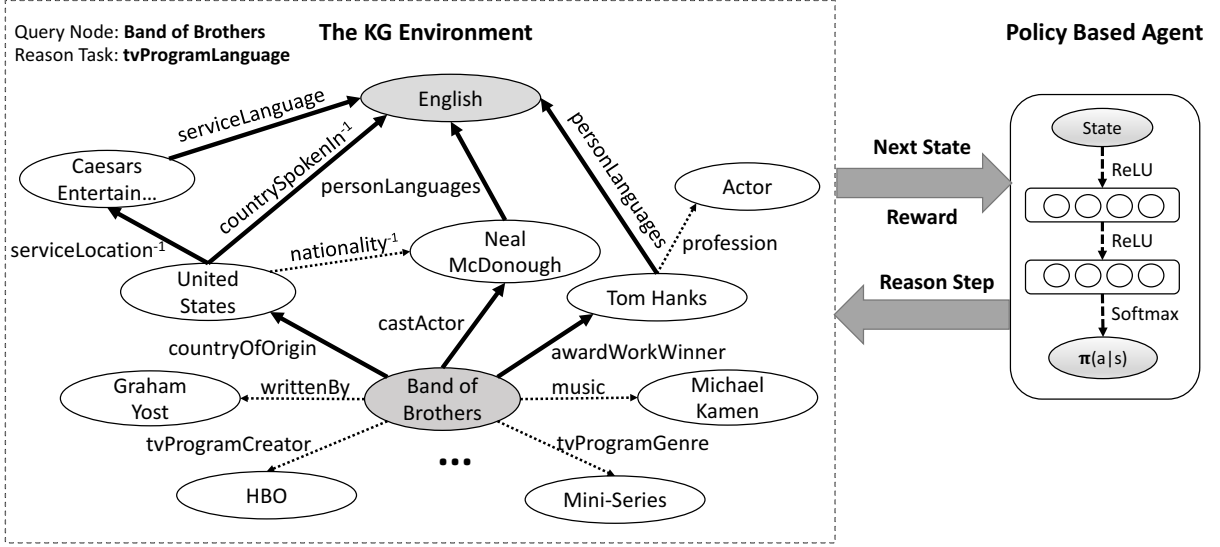 Query Node: Band of Brothers
Reason Task: tvProgramLanguage
The KG Environment
Policy Based Agent
English
serviceLanguage
countrySpokenIn-1
personLanguages
personLanguages
Caesars
Entertain...
Actor
profession
serviceLocation-1
nationality-1
Neal
McDonough
United
States
Tom Hanks
castActor
countryOfOrigin
awardWorkWinner
Graham
Yost
writtenBy
Band of
Brothers
music
Michael
Kamen
tvProgramCreator
tvProgramGenre
...
HBO
Mini-Series
Next State
Reward
Reason Step
State
ReLU
ReLU
Softmax
π(a|s)